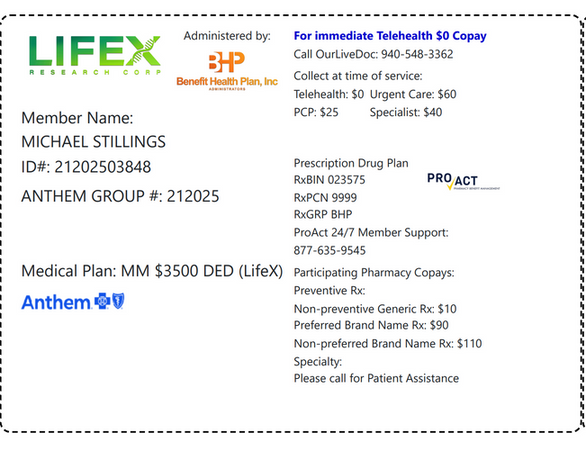 LIFEX
RESEARCH CORP
Administered by:
BHP
Benefit Health Plan, Inc
ADMINISTRATORS
Member Name:
MICHAEL STILLINGS
ID#: 21202503848
ANTHEM GROUP #: 212025
Medical Plan: MM $3500 DED (LifeX)
Anthem
For immediate Telehealth $0 Copay
Call OurLiveDoc: 940-548-3362
Collect at time of service:
Telehealth: $0 Urgent Care: $60
PCP: $25 Specialist: $40
Prescription Drug Plan
RxBIN 023575
PROACT
PHARMACY BENEFIT MANAGEMENT
RxPCN 9999
RxGRP BHP
ProAct 24/7 Member Support:
877-635-9545
Participating Pharmacy Copays:
Preventive Rx:
Non-preventive Generic Rx: $10
Preferred Brand Name Rx: $90
Non-preferred Brand Name Rx: $110
Specialty:
Please call for Patient Assistance